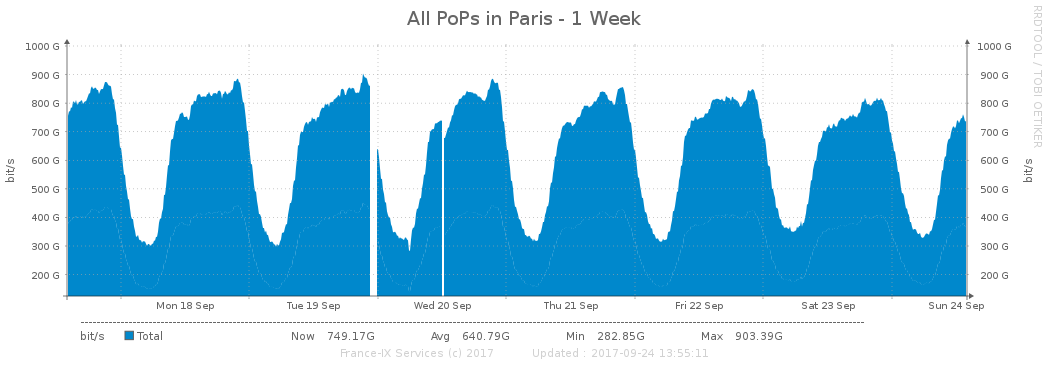 All PoPs in Paris - 1 Week
RRDTOOL / TOBI OETIKER
1000 G 1000 G
900 G 900 G
800 G 800 G
700 G 700 G
600 G 600 G
500 G 500 G
400 G 400 G
300 G 300 G
200 G 200 G
bit/s bit/s
Mon 18 Sep Tue 19 Sep Wed 20 Sep Thu 21 Sep Fri 22 Sep Sat 23 Sep Sun 24 Sep
bit/s Total Now 749.17G Avg 640.79G Min 282.85G Max 903.39G
France-IX Services (c) 2017 Updated : 2017-09-24 13:55:11